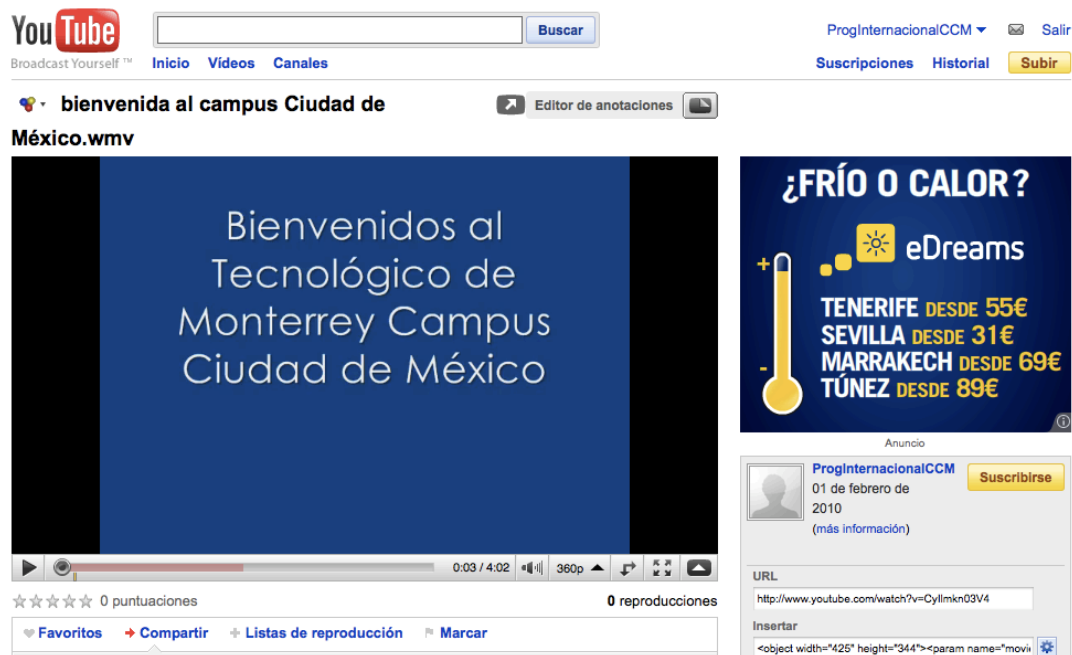 You Tube
Broadcast Yourself ™
Buscar
ProgInternacionalCCM
Salir
Inicio Vídeos Canales
Suscripciones Historial Subir
bienvenida al campus Ciudad de
México.wmv
Editor de anotaciones
Bienvenidos al
Tecnológico de
Monterrey Campus
Ciudad de México
0:03 / 4:02
360p
0 puntuaciones
0 reproducciones
Favoritos Compartir Listas de reproducción Marcar
¿FRÍO O CALOR?
eDreams
+
-
TENERIFE DESDE 55€
SEVILLA DESDE 31€
MARRAKECH DESDE 69€
TÚNEZ DESDE 89€
Anuncio
ProgInternacionalCCM
Suscribirse
01 de febrero de
2010
(más información)
URL
http://www.youtube.com/watch?v=CyIlmkn03V4
Insertar
<object width="425" height="344"><param name="movi